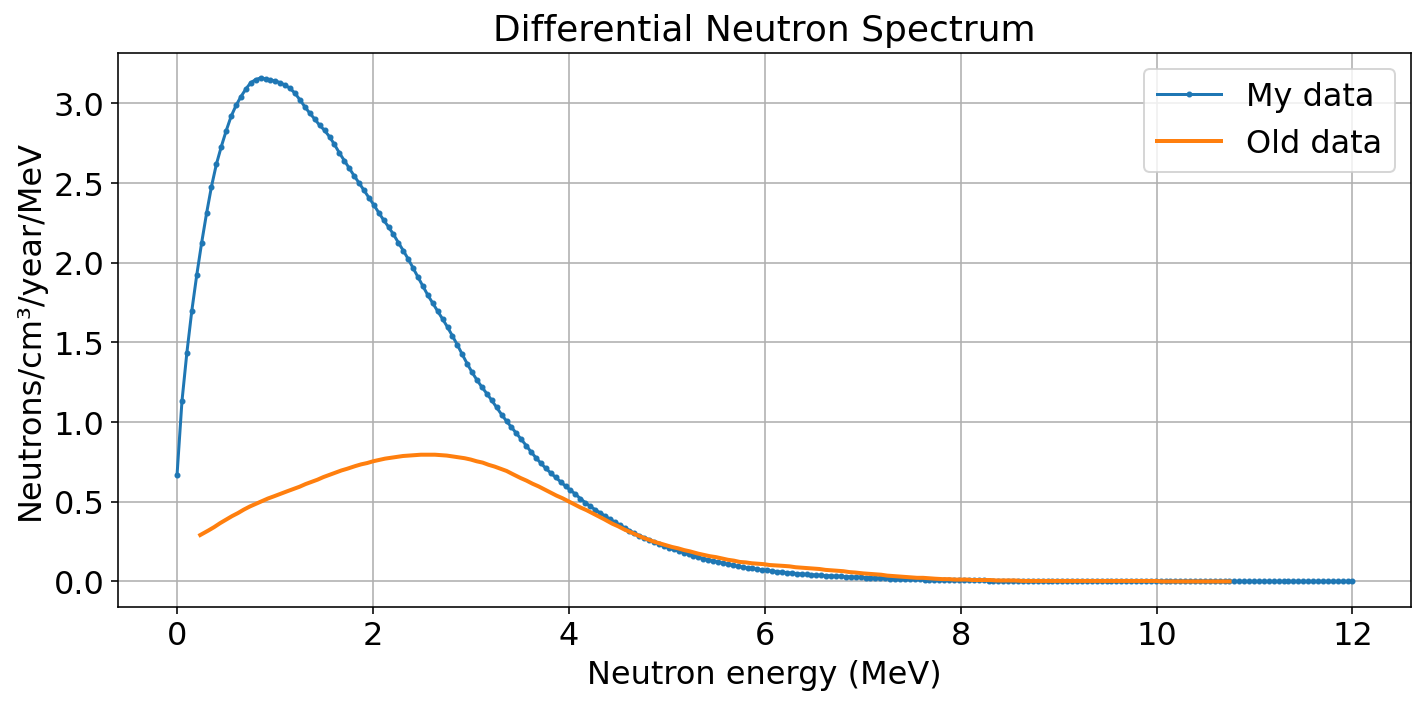 Differential Neutron Spectrum
My data
Old data
Neutrons/cm³/year/MeV
3.0
2.5
2.0
1.5
1.0
0.5
0.0
0 2 4 6 8 10 12
Neutron energy (MeV)